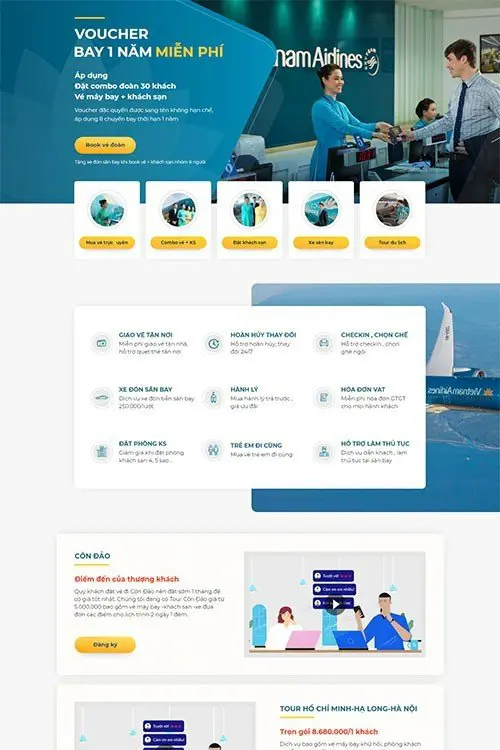 VOUCHER
BAY 1 NĂM MIỄN PHÍ
nam Airlines
Áp dụng
Đặt combo đoàn 30 khách
Vé máy bay + khách sạn
Voucher đặc quyền được sang tên không hạn chế,
áp dụng 8 chuyến bay thời hạn 1 năm
Book vé đoàn
Tặng xe đón sân bay khi book vé + khách sạn nhóm 6 người
Mua vé trực uyến
Combo vé + KS
Đặt khách sạn
Xe sân bay
Tour du lịch
GIAO VÉ TẬN NƠI
Miễn phí giao vé tận nhà,
hỗ trợ quẹt thẻ tận nơi
HOÀN HỦY THAY ĐỔI
Hỗ trợ hoàn hủy, thay
đổi 24/7
CHECKIN , CHỌN GHẾ
Hỗ trợ checkin , chọn
ghế ngồi
XE ĐÓN SÂN BAY
Dịch vụ xe đón tiễn sân bay
250.000/lượt
HÀNH LÝ
Mua hành lý trả trước ,
giá ưu đãi
HÓA ĐƠN VAT
Miễn phí hóa đơn GTGT
cho mọi hành khách
Vietnam Airlines
ĐẶT PHÒNG KS
Giảm giá khi đặt phòng
khách sạn 4, 5 sao .
TRẺ EM ĐI CÙNG
Mua vé trẻ em đi cùng
HỖ TRỢ LÀM THỦ TỤC
Dịch vụ dẫn khách , làm
thủ tục tại sân bay
CÔN ĐẢO
Điểm đến của thượng khách
Quý khách đặt vé đi Côn Đảo nên đặt sớm 1 tháng để
có giá tốt nhất. Chúng tôi đang có Tour Côn Đảo giá từ
5.000.000 bao gồm vé máy bay -khách sạn -xe đưa
đón các điểm cho lịch trình 2 ngày 1 đêm.
Đăng ký
Tuyệt vời!
Cảm ơn em nhiều!
TOUR HỒ CHÍ MINH-HẠ LONG-HÀ NỘI
Trọn gói 8.680.000/1 khách
Dịch vụ bao gồm vé máy bay khứ hồi, phòng khách
Tuyệt vời!
Cảm ơn em nhiều!